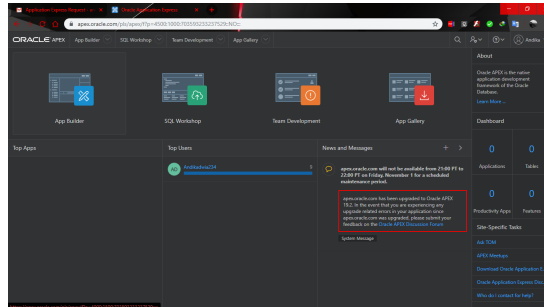 Application Express: Request - w
Oracle Application Express
apex.oracle.com/pls/apex/f?p=4500:1000:703593233237529::NO:::
ORACLE APEX
App Builder
SQL Workshop
Team Development
App Gallery
Andika
App Builder
SQL Workshop
Team Development
App Gallery
Top Apps
Top Users
AD
9
News and Messages
+
>
apex.oracle.com will not be available from 21:00 PT to
22:00 PT on Friday, November 1 for a scheduled
maintenance period.
apex.oracle.com has been upgraded to Oracle APEX
19.2. In the event that you are experiencing any
upgrade related errors in your application since
apex.oracle.com was upgraded, please submit your
feedback on the Oracle APEX Discussion Forum
System Message
About
Oracle APEX is the
native application development
framework of the Oracle
Database.
Learn More...
Dashboard
0
Applications
0
Tables
0
Productivity Apps
0
Features
Site-Specific Tasks
Ask TOM
APEX Meetups
Download Oracle Application E...
Oracle Application Express Disc...
Who do i contact for help?